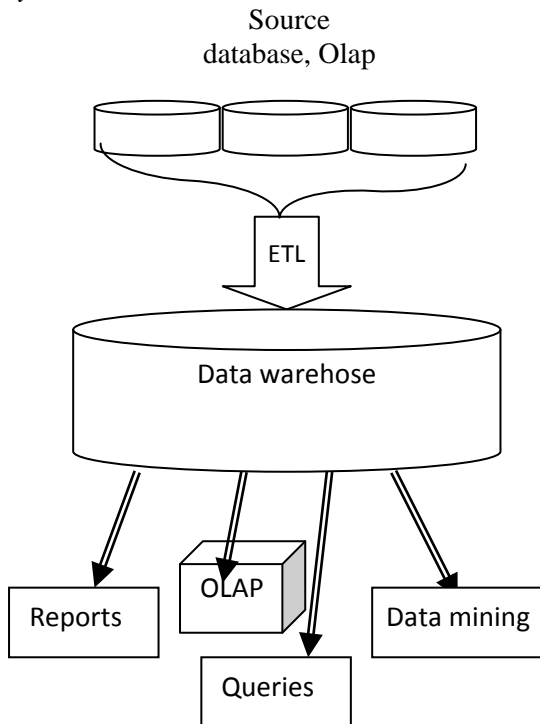 Source
database, Olap
ETL
Data warehose
Reports
OLAP
Data mining
Queries